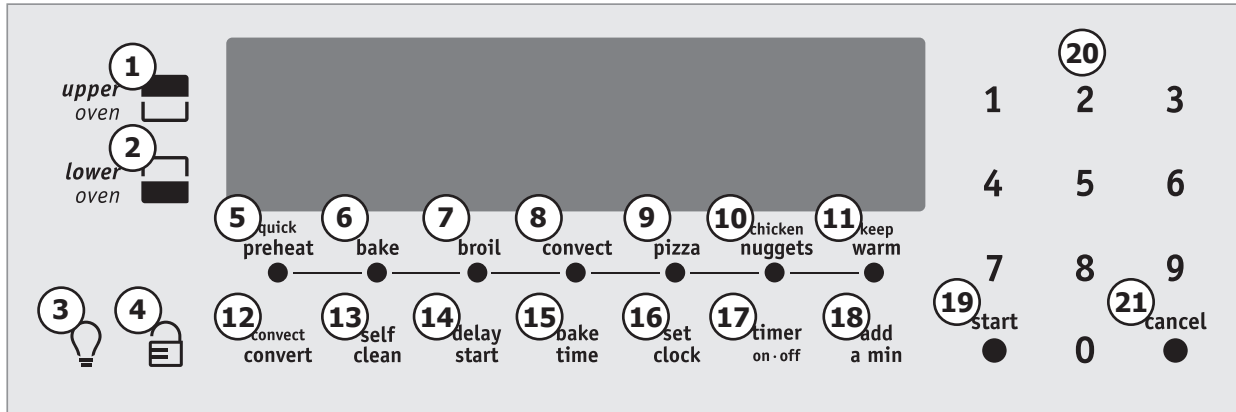 1
upper
oven
2
lower
oven
20
1 2 3
4 5 6
7 8 9
0
5 6 7 8 9 10 11
quick preheat
bake
broil
convect
pizza
chicken nuggets
keep warm
3 4
12 13 14 15 16 17 18
convect convert
self clean
delay start
bake time
set clock
timer on·off
add a min
19
start
21
cancel